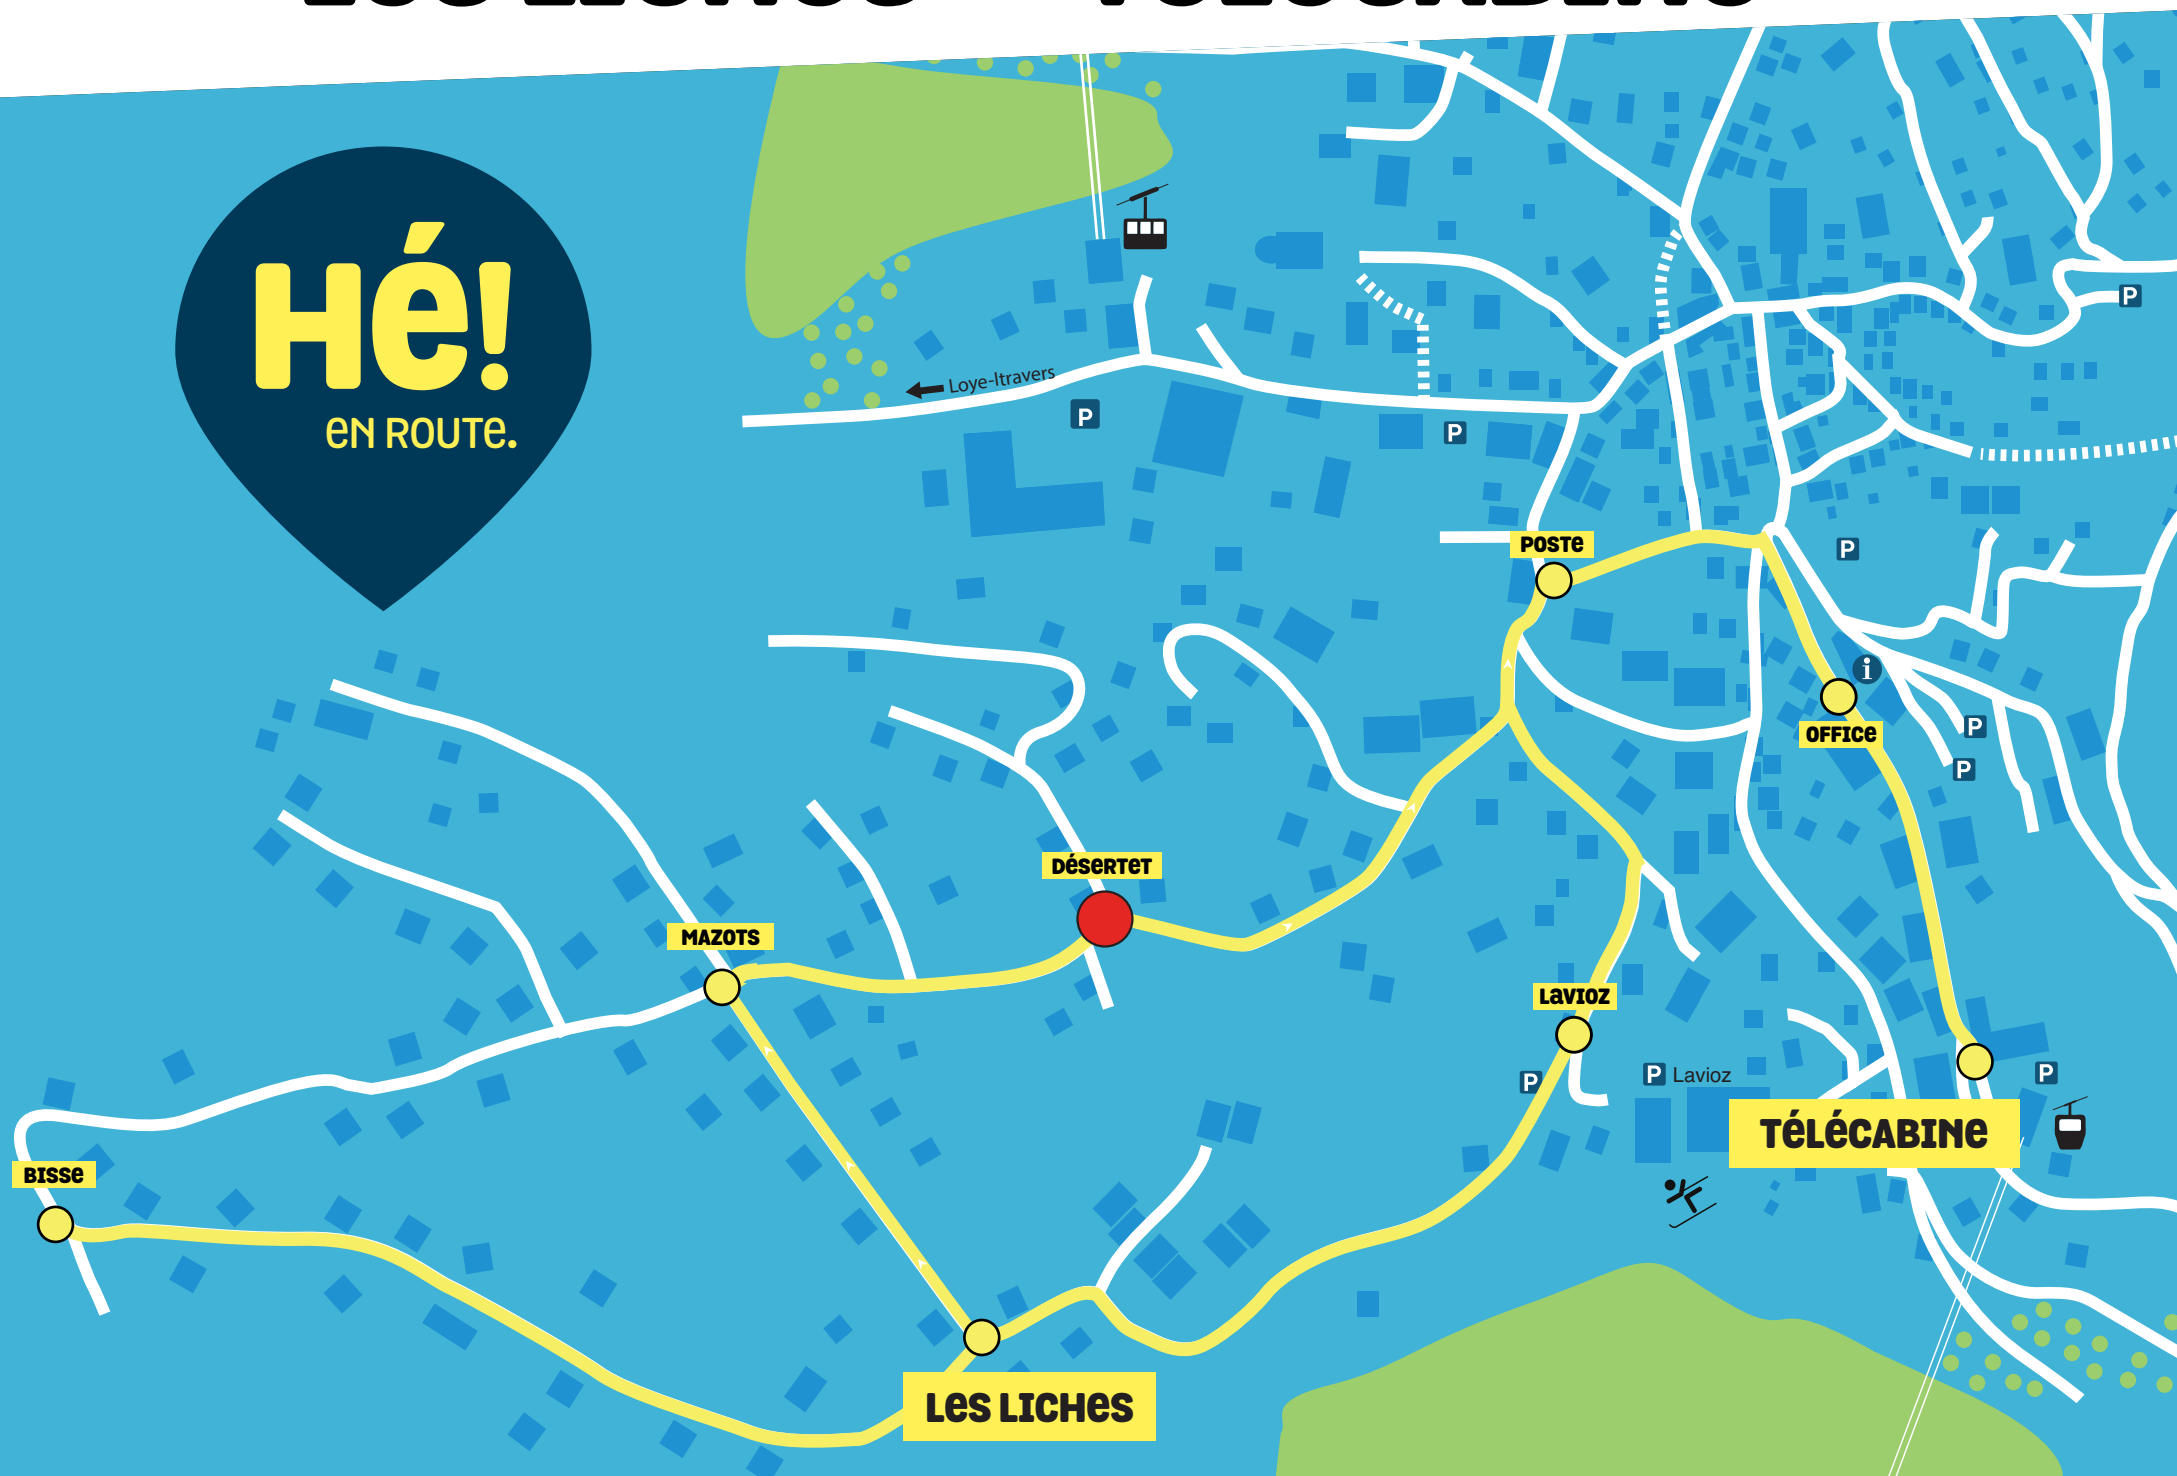 Hé!
en route.
Loye-Itravers
P
P
P
POSTE
P
i
OFFICE
P
P
DÉSERTET
MAZOTS
LAVIOZ
P
P Lavioz
P
TÉLÉCABINE
BISSE
LES LICHES